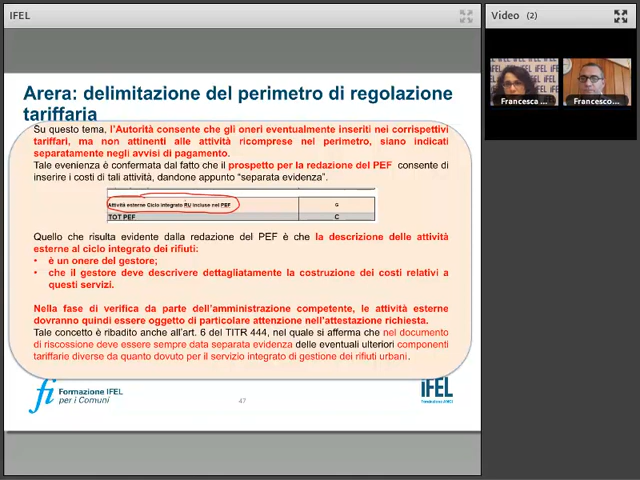 IFEL
Video (2)
Arera: delimitazione del perimetro di regolazione
tariffaria
Su questo tema, l'Autorità consente che gli oneri eventualmente inseriti nei corrispettivi
tariffari, ma non attinenti alle attività ricomprese nel perimetro, siano indicati
separatamente negli avvisi di pagamento.
Tale evenienza è confermata dal fatto che il prospetto per la redazione del PEF consente di
inserire i costi di tali attività, dandone appunto "separata evidenza".
Attività esterne Ciclo integrato RU incluse nel PEF G
TOT PEF C
Quello che risulta evidente dalla redazione del PEF è che la descrizione delle attività
esterne al ciclo integrato dei rifiuti:
• è un onere del gestore;
• che il gestore deve descrivere dettagliatamente la costruzione dei costi relativi a
questi servizi.
Nella fase di verifica da parte dell'amministrazione competente, le attività esterne
dovranno quindi essere oggetto di particolare attenzione nell'attestazione richiesta.
Tale concetto è ribadito anche all'art. 6 del TITR 444, nel quale si afferma che nel documento
di riscossione deve essere sempre data separata evidenza delle eventuali ulteriori componenti
tariffarie diverse da quanto dovuto per il servizio integrato di gestione dei rifiuti urbani.
fi Formazione IFEL
per i Comuni
47
IFEL
Fondazione ANCI
Francesca ...
Francesco...